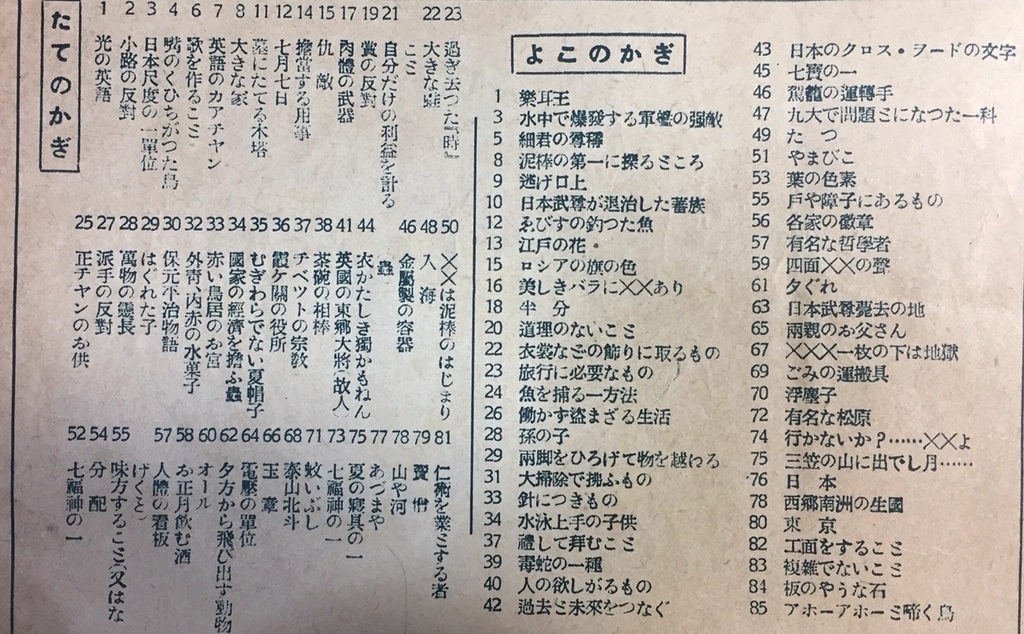 たてのかぎ
1 光の英語
2 小路の反對
3 日本尺度の一單位
4 嘴のくひちがつた鳥
6 歌を作ること
7 英語のカアチヤン
8 大きな家
11 墓にたてる木塔
12 七月七日
14 擔當する用事
15 仇敵
17 肉體の武器
19 賞の反對
21 自分だけの利益を計る
こと
22 大きな蛙
23 過ぎ去つた『時』
25 正チヤンのお供
27 派手の反對
28 萬物の靈長
29 はぐれた子
30 保元平治物語
32 外靑、內赤の水菓子
33 赤い鳥居のお宮
34 國家の經濟を擔ふ蟲
35 むぎわらでない夏帽子
36 霞ケ關の役所
37 チベツトの宗敎
38 茶碗の相棒
41 英國の東鄕大將(故人)
44 衣かたしき獨かもねん
蟲
46 金屬製の容器
48 入海
50 ××は泥棒のはじまり
52 七福神の一
54 分配
55 味方すること又はな
げくこと
57 人體の看板
58 お正月飮む酒
60 オール
62 夕方から飛び出す動物
64 電壓の單位
66 玉章
68 泰山北斗
71 蚊いぶし
73 七福神の一
75 夏の寢具の一
77 あづまや
78 山や河
79 賣僧
81 仁術を業とする者
よこのかぎ
1 樂耳王
3 水中で爆發する軍艦の强敵
5 細君の尊稱
8 泥棒の第一に探るところ
9 逃げ口上
10 日本武尊が退治した蕃族
12 ゑびすの釣つた魚
13 江戶の花
15 ロシアの旗の色
16 美しきバラに××あり
18 半分
20 道理のないこと
22 衣裳などの飾りに取るもの
23 旅行に必要なもの
24 魚を捕る一方法
26 働かず盜まざる生活
28 孫の子
29 兩脚をひろげて物を越ゆる
31 大掃除で拂ふもの
33 針につきもの
34 水泳上手の子供
37 禮して拜むこと
39 毒蛇の一種
40 人の欲しがるもの
42 過去と未來をつなぐ
43 日本のクロス・ヲードの文字
45 七寶の一
46 駕籠の運轉手
47 九大で問題となつた一科
49 たつ
51 やまびこ
53 葉の色素
55 戶や障子にあるもの
56 各家の徽章
57 有名な哲學者
59 四面××の聲
61 夕ぐれ
63 日本武尊薨去の地
65 兩親のお父さん
67 ×××一枚の下は地獄
69 ごみの運搬具
70 浮塵子
72 有名な松原
74 行かないか?……××よ
75 三笠の山に出でし月……
76 日本
78 西鄕南洲の生國
80 東京
82 工面をすること
83 複雜でないこと
84 板のやうな石
85 アホーアホーと啼く鳥